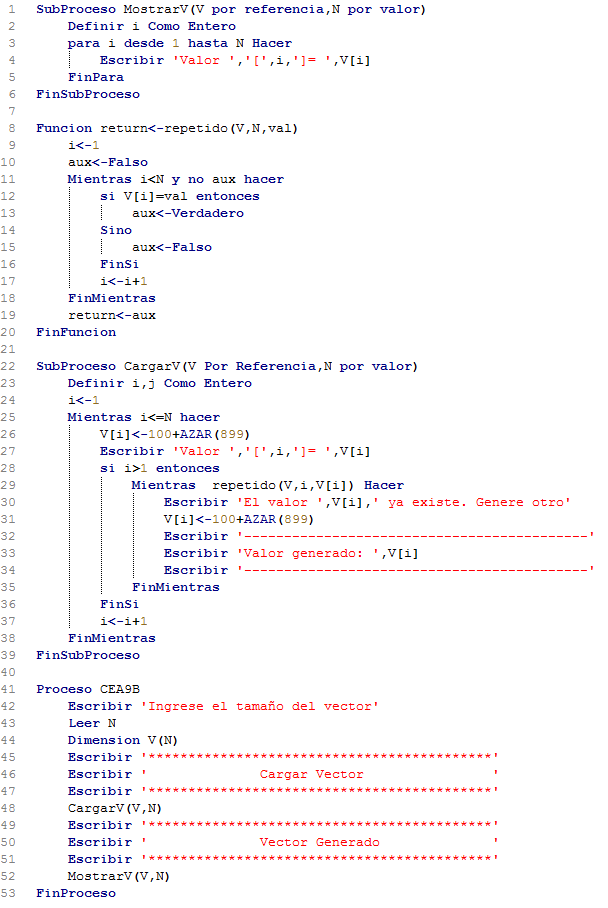 1 SubProceso MostrarV(V por referencia,N por valor)
2 Definir i Como Entero
3 para i desde 1 hasta N Hacer
4 Escribir 'Valor ','[',i,']= ',V[i]
5 FinPara
6 FinSubProceso
7
8 Funcion return<-repetido(V,N,val)
9 i<-1
10 aux<-Falso
11 Mientras i<N y no aux hacer
12 si V[i]=val entonces
13 aux<-Verdadero
14 Sino
15 aux<-Falso
16 FinSi
17 i<-i+1
18 FinMientras
19 return<-aux
20 FinFuncion
21
22 SubProceso CargarV(V Por Referencia,N por valor)
23 Definir i,j Como Entero
24 i<-1
25 Mientras i<=N hacer
26 V[i]<-100+AZAR(899)
27 Escribir 'Valor ','[',i,']= ',V[i]
28 si i>1 entonces
29 Mientras  repetido(V,i,V[i]) Hacer
30 Escribir 'El valor ',V[i],' ya existe. Genere otro'
31 V[i]<-100+AZAR(899)
32 Escribir '-------------------------------------------'
33 Escribir 'Valor generado: ',V[i]
34 Escribir '-------------------------------------------'
35 FinMientras
36 FinSi
37 i<-i+1
38 FinMientras
39 FinSubProceso
40
41 Proceso CEA9B
42 Escribir 'Ingrese el tamaño del vector'
43 Leer N
44 Dimension V(N)
45 Escribir '*******************************************'
46 Escribir '              Cargar Vector                '
47 Escribir '*******************************************'
48 CargarV(V,N)
49 Escribir '*******************************************'
50 Escribir '              Vector Generado              '
51 Escribir '*******************************************'
52 MostrarV(V,N)
53 FinProceso